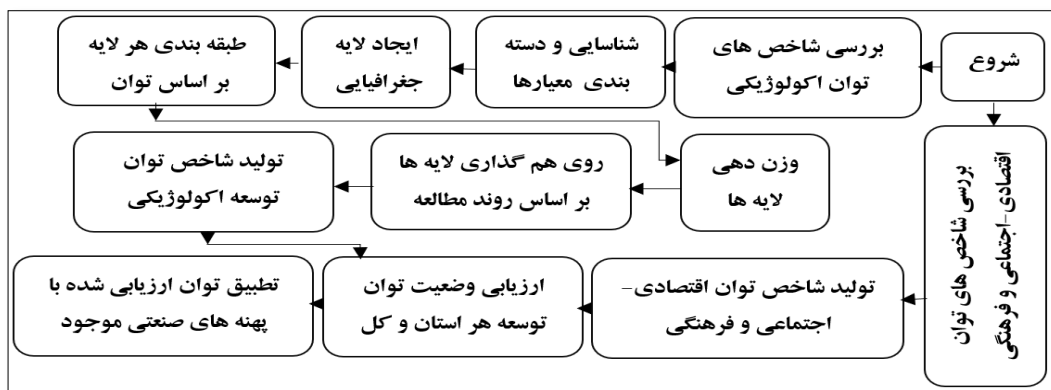 شروع
بررسی شاخص های
توان اکولوژیکی
شناسایی و دسته
بندی معیارها
ایجاد لایه
جغرافیایی
طبقه بندی هر لایه
بر اساس توان
وزن دهی
لایه ها
روی هم گذاری لایه ها
بر اساس روند مطالعه
تولید شاخص توان
توسعه اکولوژیکی
بررسی شاخص های توان
اقتصادی-اجتماعی و فرهنگی
تولید شاخص توان اقتصادی-
اجتماعی و فرهنگی
ارزیابی وضعیت توان
توسعه هر استان و کل
تطبیق توان ارزیابی شده با
پهنه های صنعتی موجود